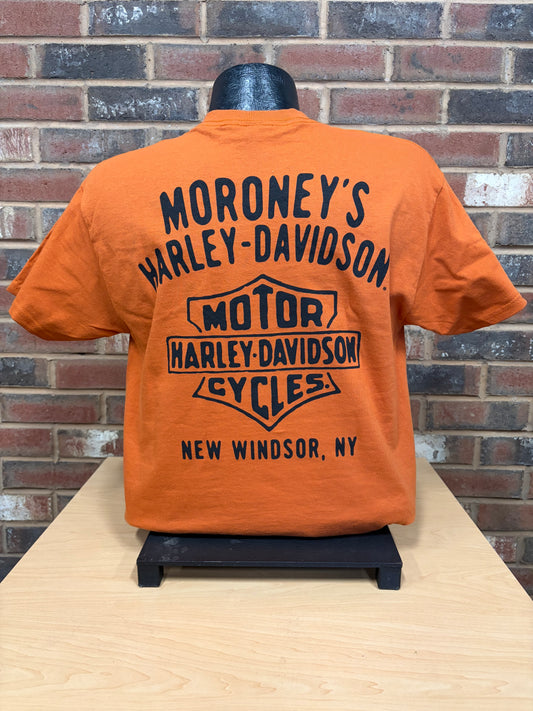 MORONEY'S
HARLEY-DAVIDSON.
MOTOR
HARLEY-DAVIDSON
CYCLES.
NEW WINDSOR, NY